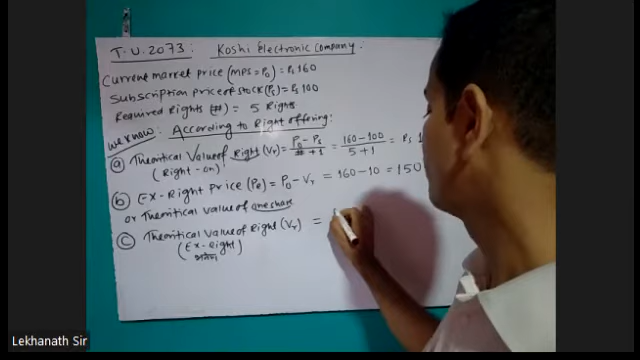 T.U. 2073: Koshi Electronic Company.
Current market price (MPS = P0) = Rs 160
Subscription price of stock (Ps) = Rs 100
Required Rights (#) = 5 Rights
we know: According to Right offering:
(a) Theoritical Value of Right (Vr) = P0 - Ps / # + 1 = 160 - 100 / 5 + 1 = Rs 1
(Right - on)
(b) Ex - Right Price (Pe) = P0 - Vr = 160 - 10 = 150
or Theoritical value of one share
(c) Theoritical value of Right (Vr) =
(Ex - Right)
Lekhanath Sir